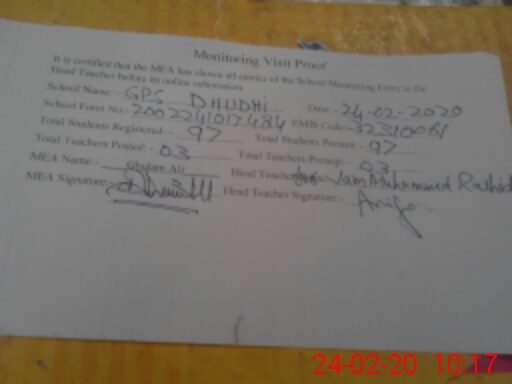 Monitoring Visit Proof
It is certified that the MEA has shown all entries of the School Monitoring Form to the
Head Teacher before its online submission
School Name:- GPS DHUDHI Date:- 24-02-2020
School Form No:- 20022410 484 EMIS Code:- 32310061
Total Students Registered:- 97 Total Students Present:- 97
Total Teachers Posted:- 03 Total Teachers Present:- 03
MEA Name:- Ghulam Ali Head Teacher Jam Muhammad Rashid
MEA Signature:- Head Teacher Signature:-
24-02-20 10:17